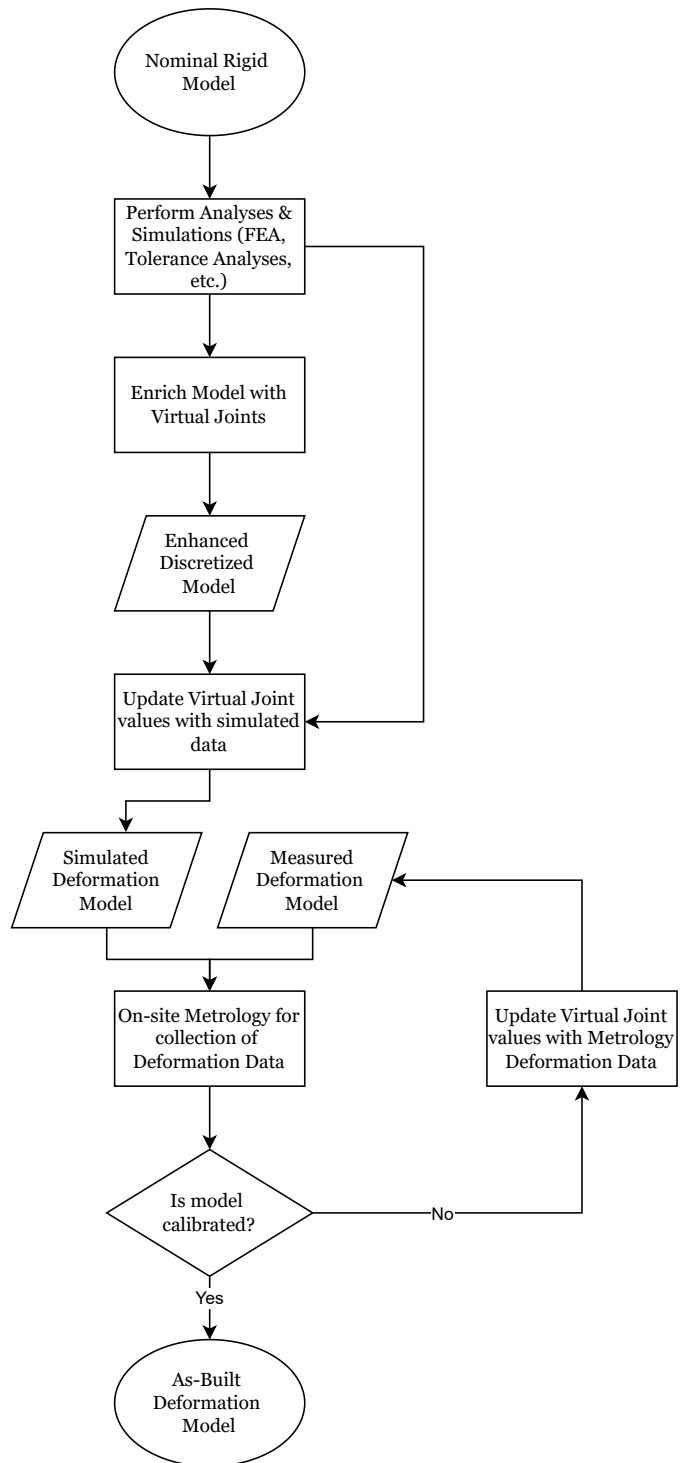 Nominal Rigid
Model
Perform Analyses &
Simulations (FEA,
Tolerance Analyses,
etc.)
Enrich Model with
Virtual Joints
Enhanced
Discretized
Model
Update Virtual Joint
values with simulated
data
Simulated
Deformation
Model
Measured
Deformation
Model
On-site Metrology for
collection of
Deformation Data
Update Virtual Joint
values with Metrology
Deformation Data
Is model
calibrated?
No
Yes
As-Built
Deformation
Model